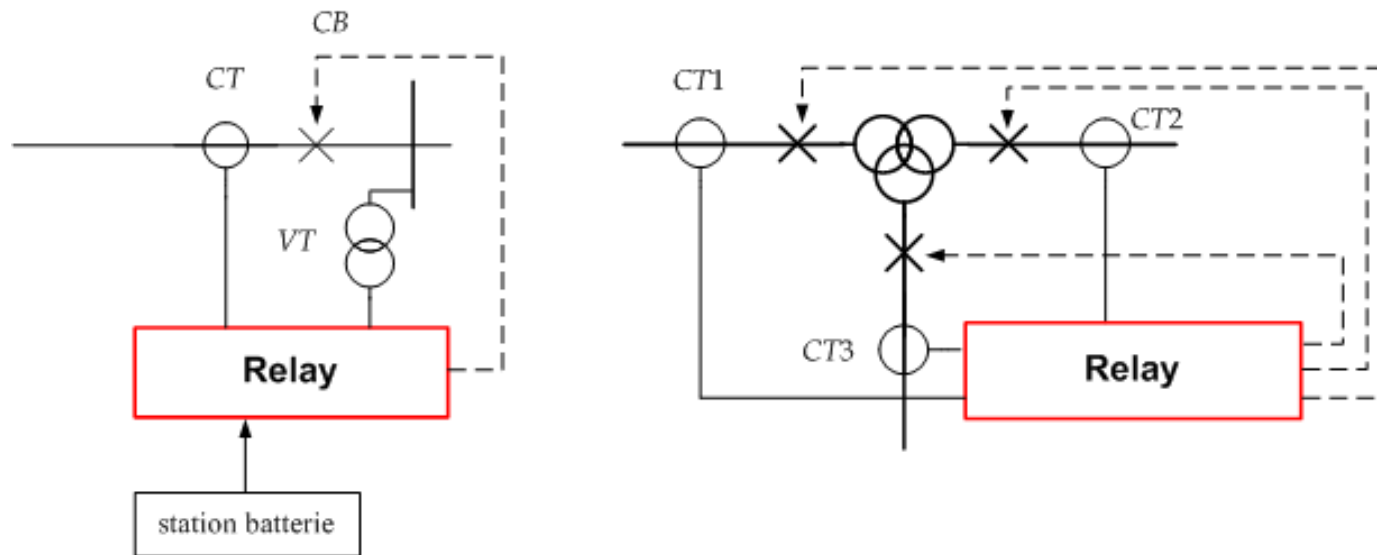 CB
CT
VT
Relay
station batterie
CT1
CT2
CT3
Relay